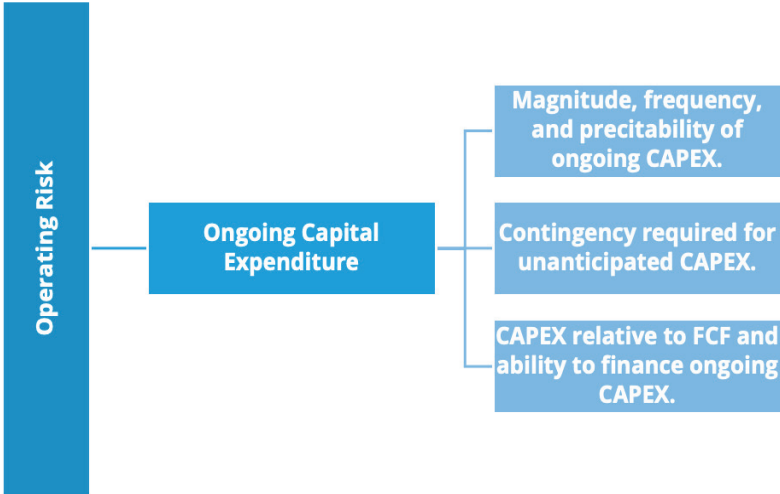 Operating Risk
Ongoing Capital
Expenditure
Magnitude, frequency,
and precitability of
ongoing CAPEX.
Contingency required for
unanticipated CAPEX.
CAPEX relative to FCF and
ability to finance ongoing
CAPEX.